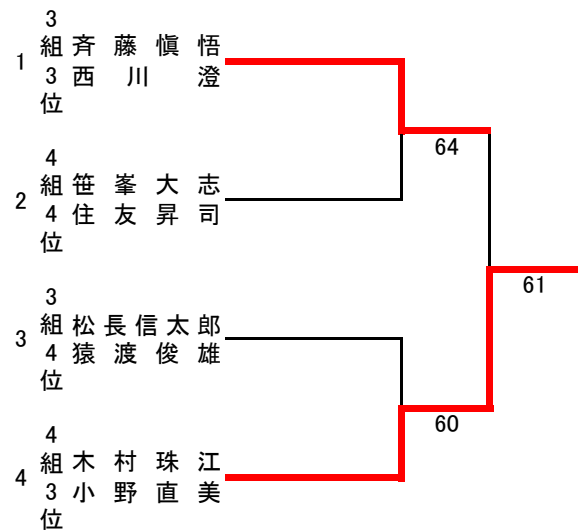 1 3組3位 斉藤愼悟
西川澄
2 4組4位 笹峯大志
住友昇司
3 3組4位 松長信太郎
猿渡俊雄
4 4組3位 木村珠江
小野直美
64
60
61